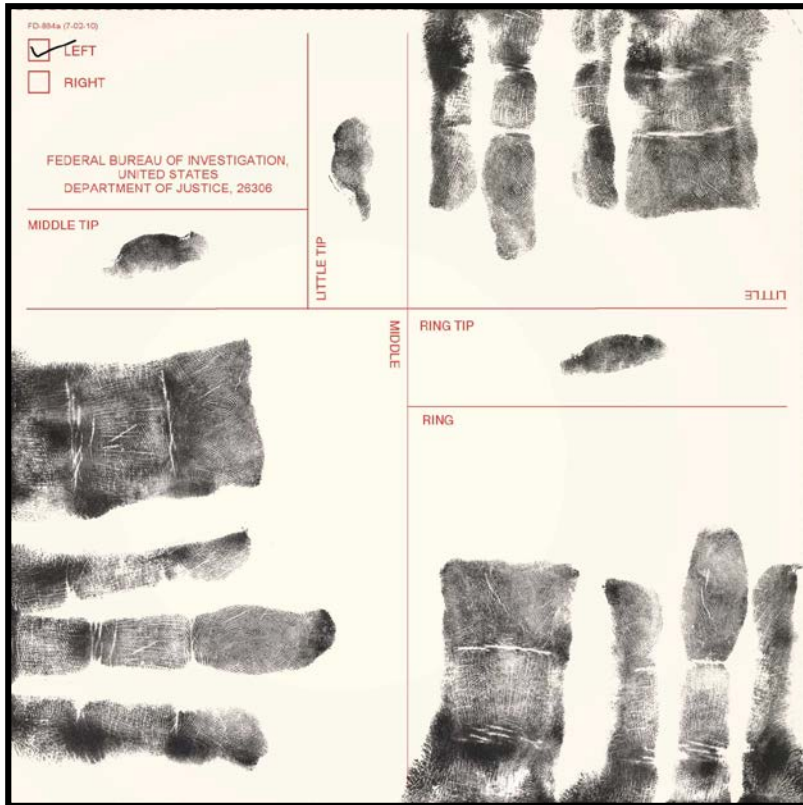 FD-884a (7-02-10)
LEFT
RIGHT
FEDERAL BUREAU OF INVESTIGATION,
UNITED STATES
DEPARTMENT OF JUSTICE, 26306
MIDDLE TIP
LITTLE TIP
LITTLE
MIDDLE
RING TIP
RING